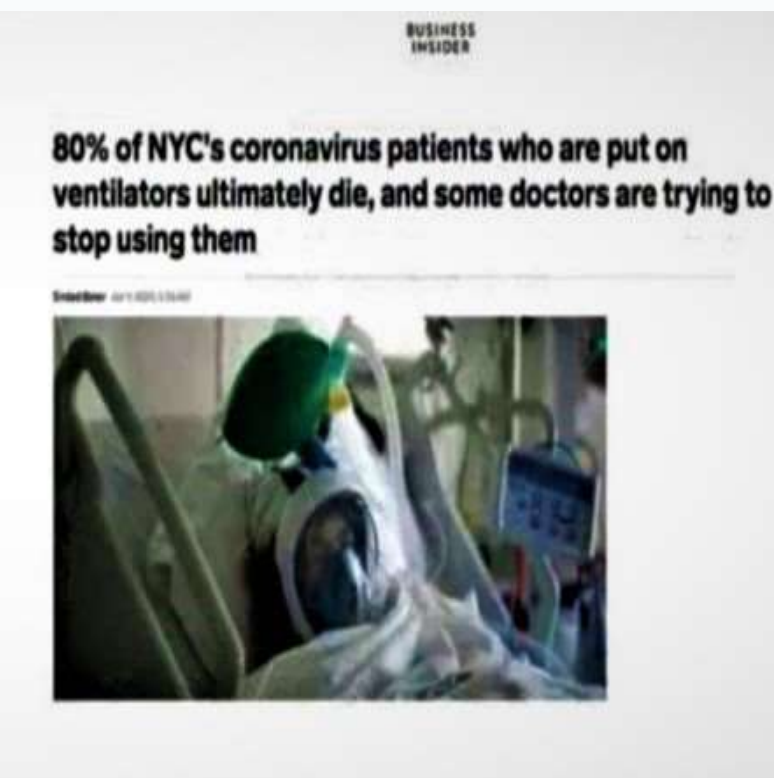 BUSINESS
INSIDER
80% of NYC's coronavirus patients who are put on
ventilators ultimately die, and some doctors are trying to
stop using them